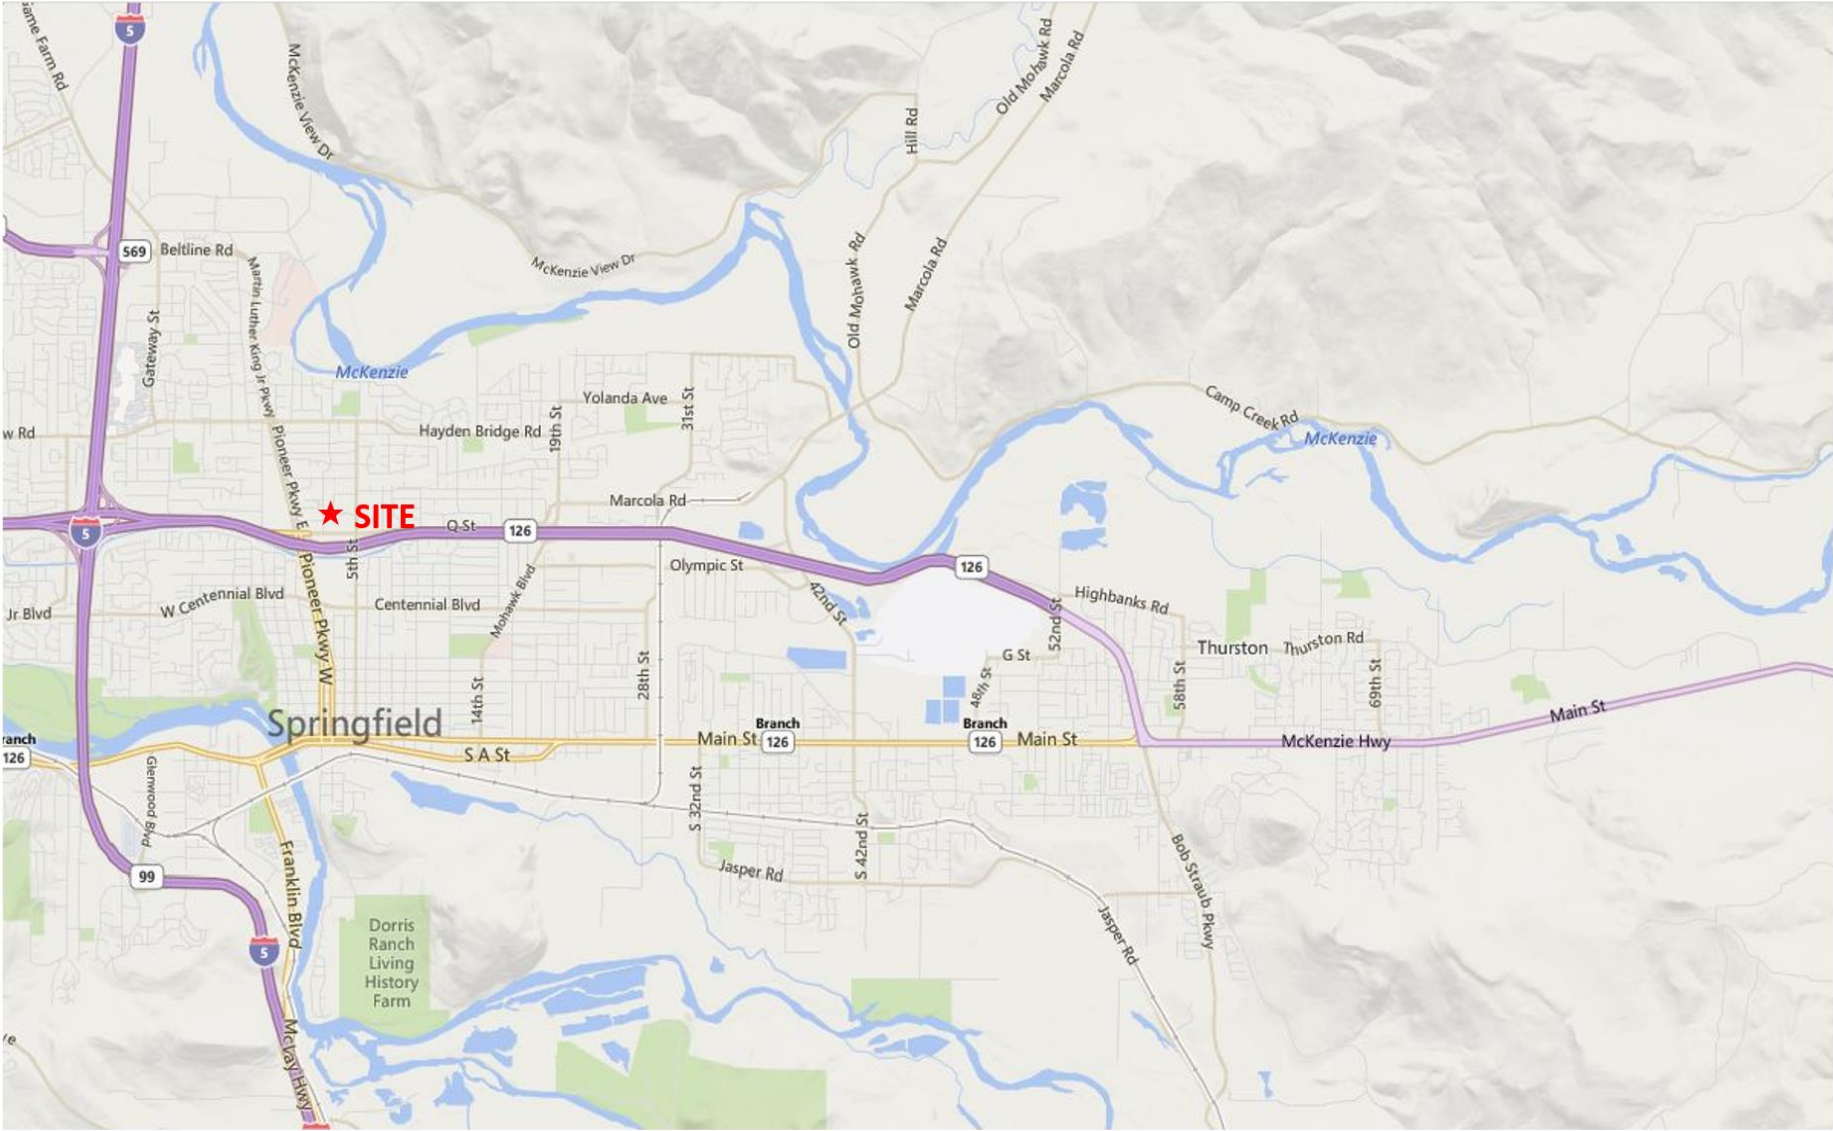 5
Game Farm Rd
McKenzie View Dr
Old Mohawk Rd
Marcola Rd
Hill Rd
569
Beltline Rd
McKenzie View Dr
Old Mohawk Rd
Marcola Rd
Martin Luther King Jr Pkwy
Gateway St
McKenzie
Yolanda Ave
31st St
19th St
Hayden Bridge Rd
Camp Creek Rd
McKenzie
w Rd
Pioneer Pkwy E
Marcola Rd
SITE
5
Q St
126
5th St
Olympic St
126
Pioneer Pkwy W
Mohawk Blvd
42nd St
Highbanks Rd
52nd St
Jr Blvd
W Centennial Blvd
Centennial Blvd
Thurston
Thurston Rd
G St
28th St
14th St
48th St
58th St
69th St
Springfield
Main St
ranch
126
S A St
Main St
Branch
126
Branch
126
Main St
McKenzie Hwy
Glenwood Blvd
S 32nd St
S 42nd St
Jasper Rd
Bob Straub Pkwy
99
Franklin Blvd
Jasper Rd
5
Dorris
Ranch
Living
History
Farm
McVay Hwy